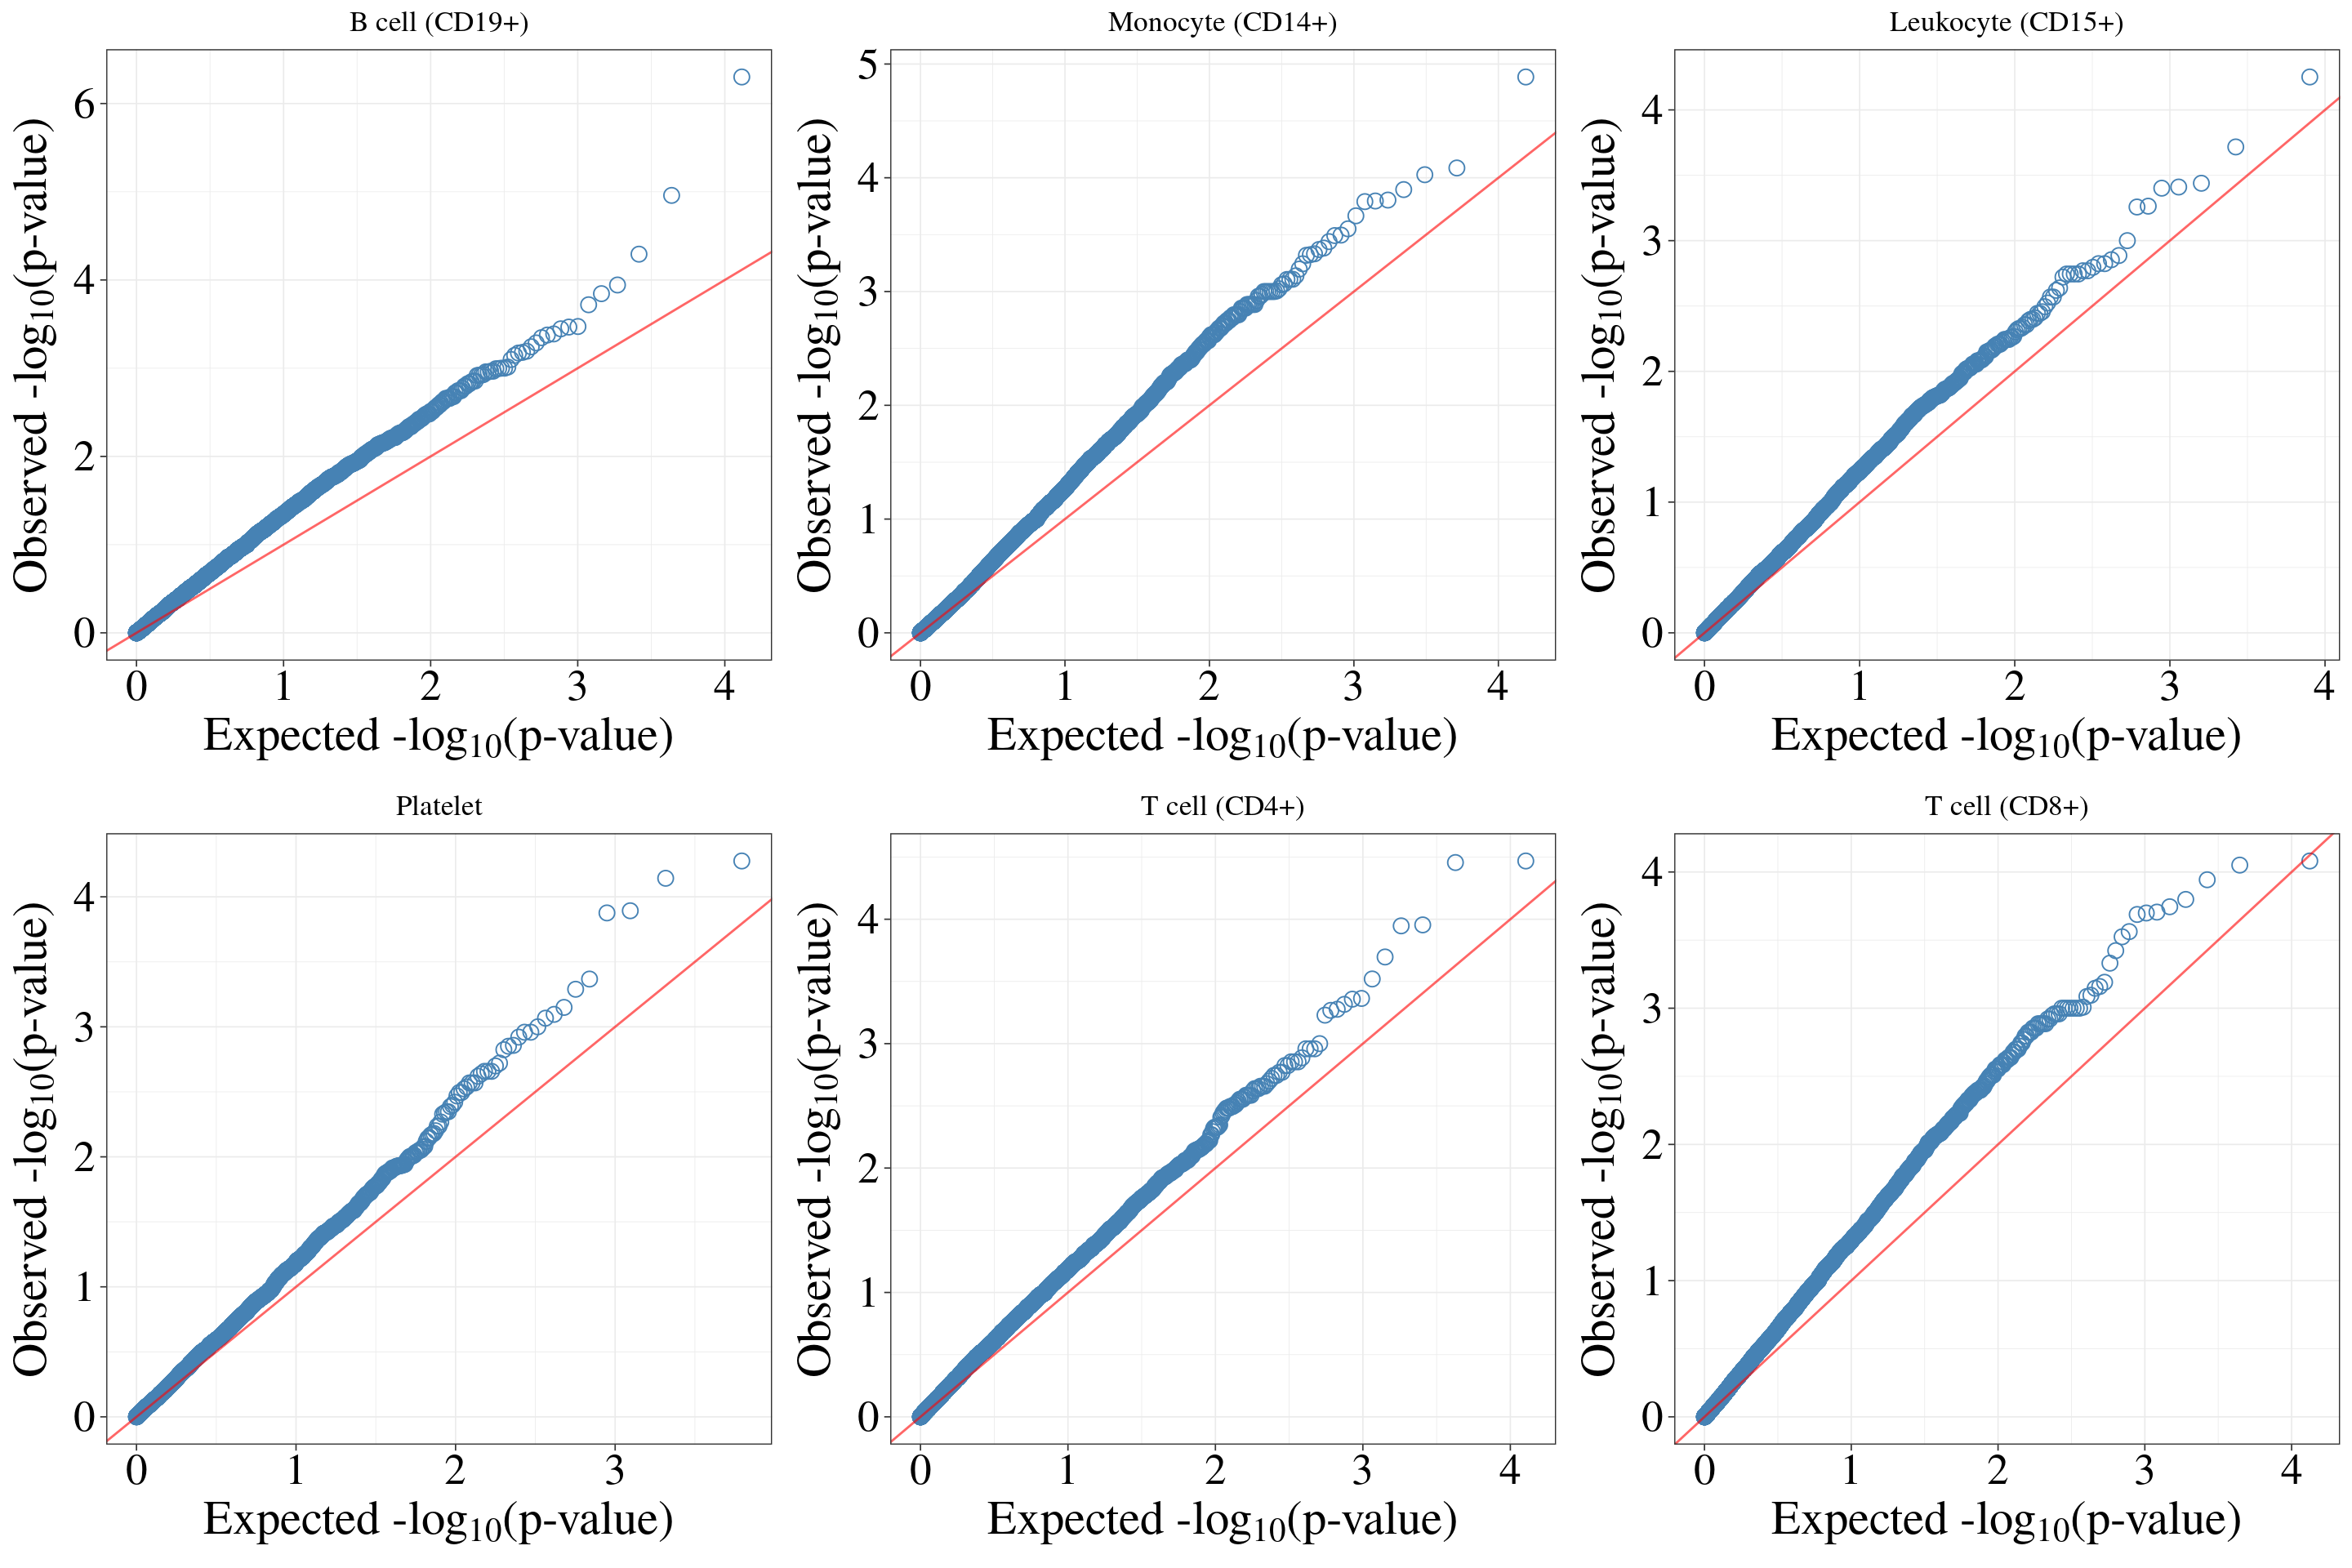 B cell (CD19+)
Observed -log10(p-value)
6
4
2
0
0 1 2 3 4
Expected -log10(p-value)
Monocyte (CD14+)
Observed -log10(p-value)
5
4
3
2
1
0
0 1 2 3 4
Expected -log10(p-value)
Leukocyte (CD15+)
Observed -log10(p-value)
4
3
2
1
0
0 1 2 3 4
Expected -log10(p-value)
Platelet
Observed -log10(p-value)
4
3
2
1
0
0 1 2 3
Expected -log10(p-value)
T cell (CD4+)
Observed -log10(p-value)
4
3
2
1
0
0 1 2 3 4
Expected -log10(p-value)
T cell (CD8+)
Observed -log10(p-value)
4
3
2
1
0
0 1 2 3 4
Expected -log10(p-value)